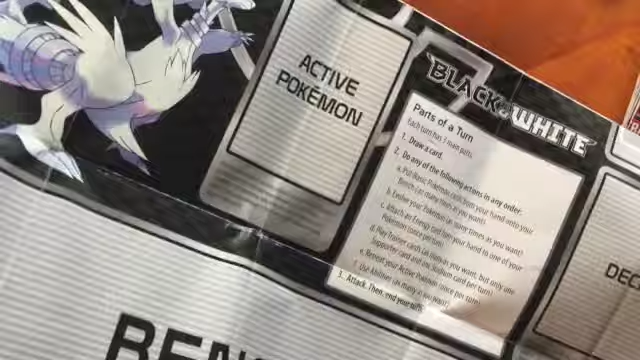 ACTIVE
POKÉMON
BLACK & WHITE
Parts of a Turn
Each turn has 3 main parts:
1. Draw a card.
2. Do any of the following actions in any order:
a. Put Basic Pokémon cards from your hand onto your
Bench (as many as you want).
b. Evolve your Pokémon (as many times as you want).
c. Attach an Energy card from your hand to one of your
Pokémon (once per turn).
d. Play Trainer cards (as many as you want, but only one
Supporter card and one Stadium card per turn).
e. Retreat your Active Pokémon (once per turn).
f. Use Abilities (as many as you want).
3. Attack. Then, end your turn.
DEC
BENC